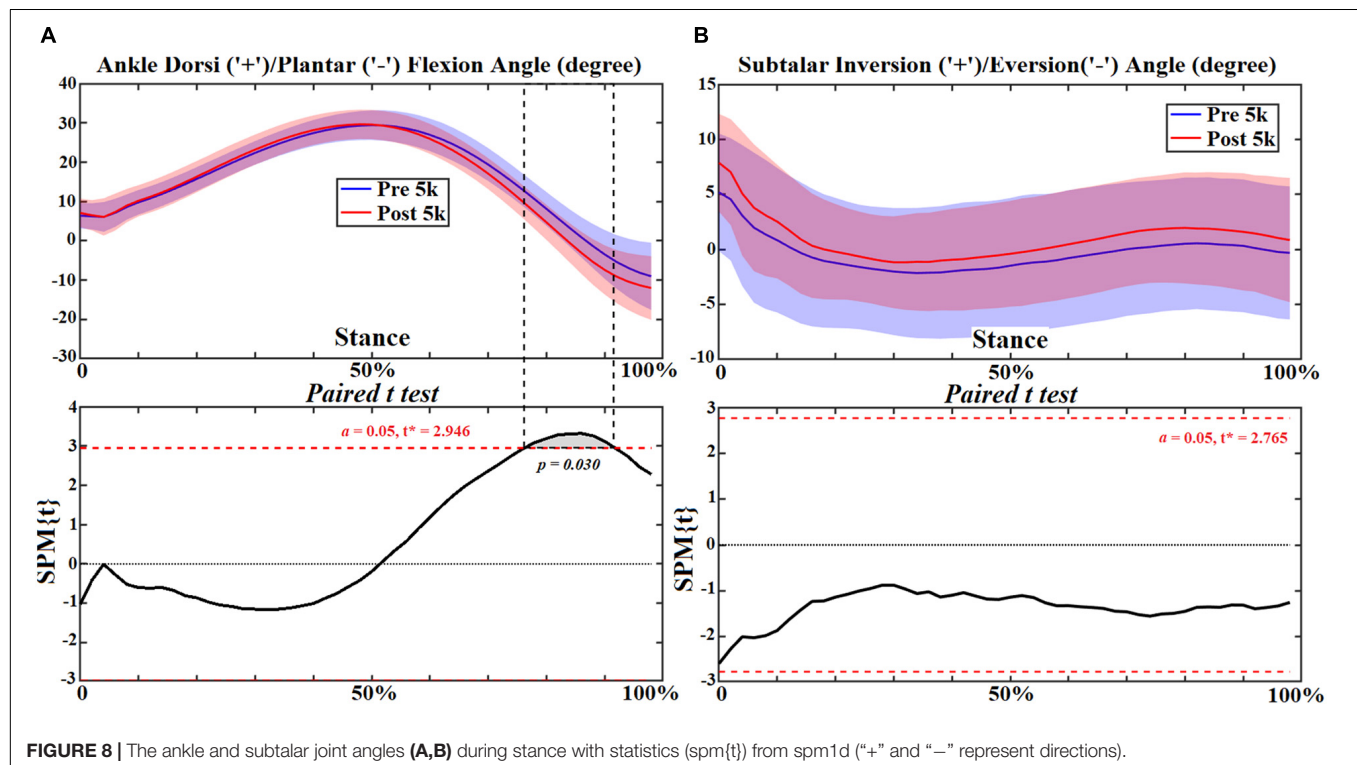 A
Ankle Dorsi ('+')/Plantar ('-') Flexion Angle (degree)
40
30
20
10
0
-10
-20
-30
Pre 5k
Post 5k
Stance
0 50% 100%
Paired t test
4
3
2
1
0
-1
-2
-3
SPM{t}
a = 0.05, t* = 2.946
p = 0.030
0 50% 100%
B
Subtalar Inversion ('+')/Eversion('-') Angle (degree)
15
10
5
0
-5
-10
Pre 5k
Post 5k
Stance
0 50% 100%
Paired t test
3
2
1
0
-1
-2
-3
SPM{t}
a = 0.05, t* = 2.765
0 50% 100%
FIGURE 8 | The ankle and subtalar joint angles (A,B) during stance with statistics (spm{t}) from spm1d (“+” and “−” represent directions).